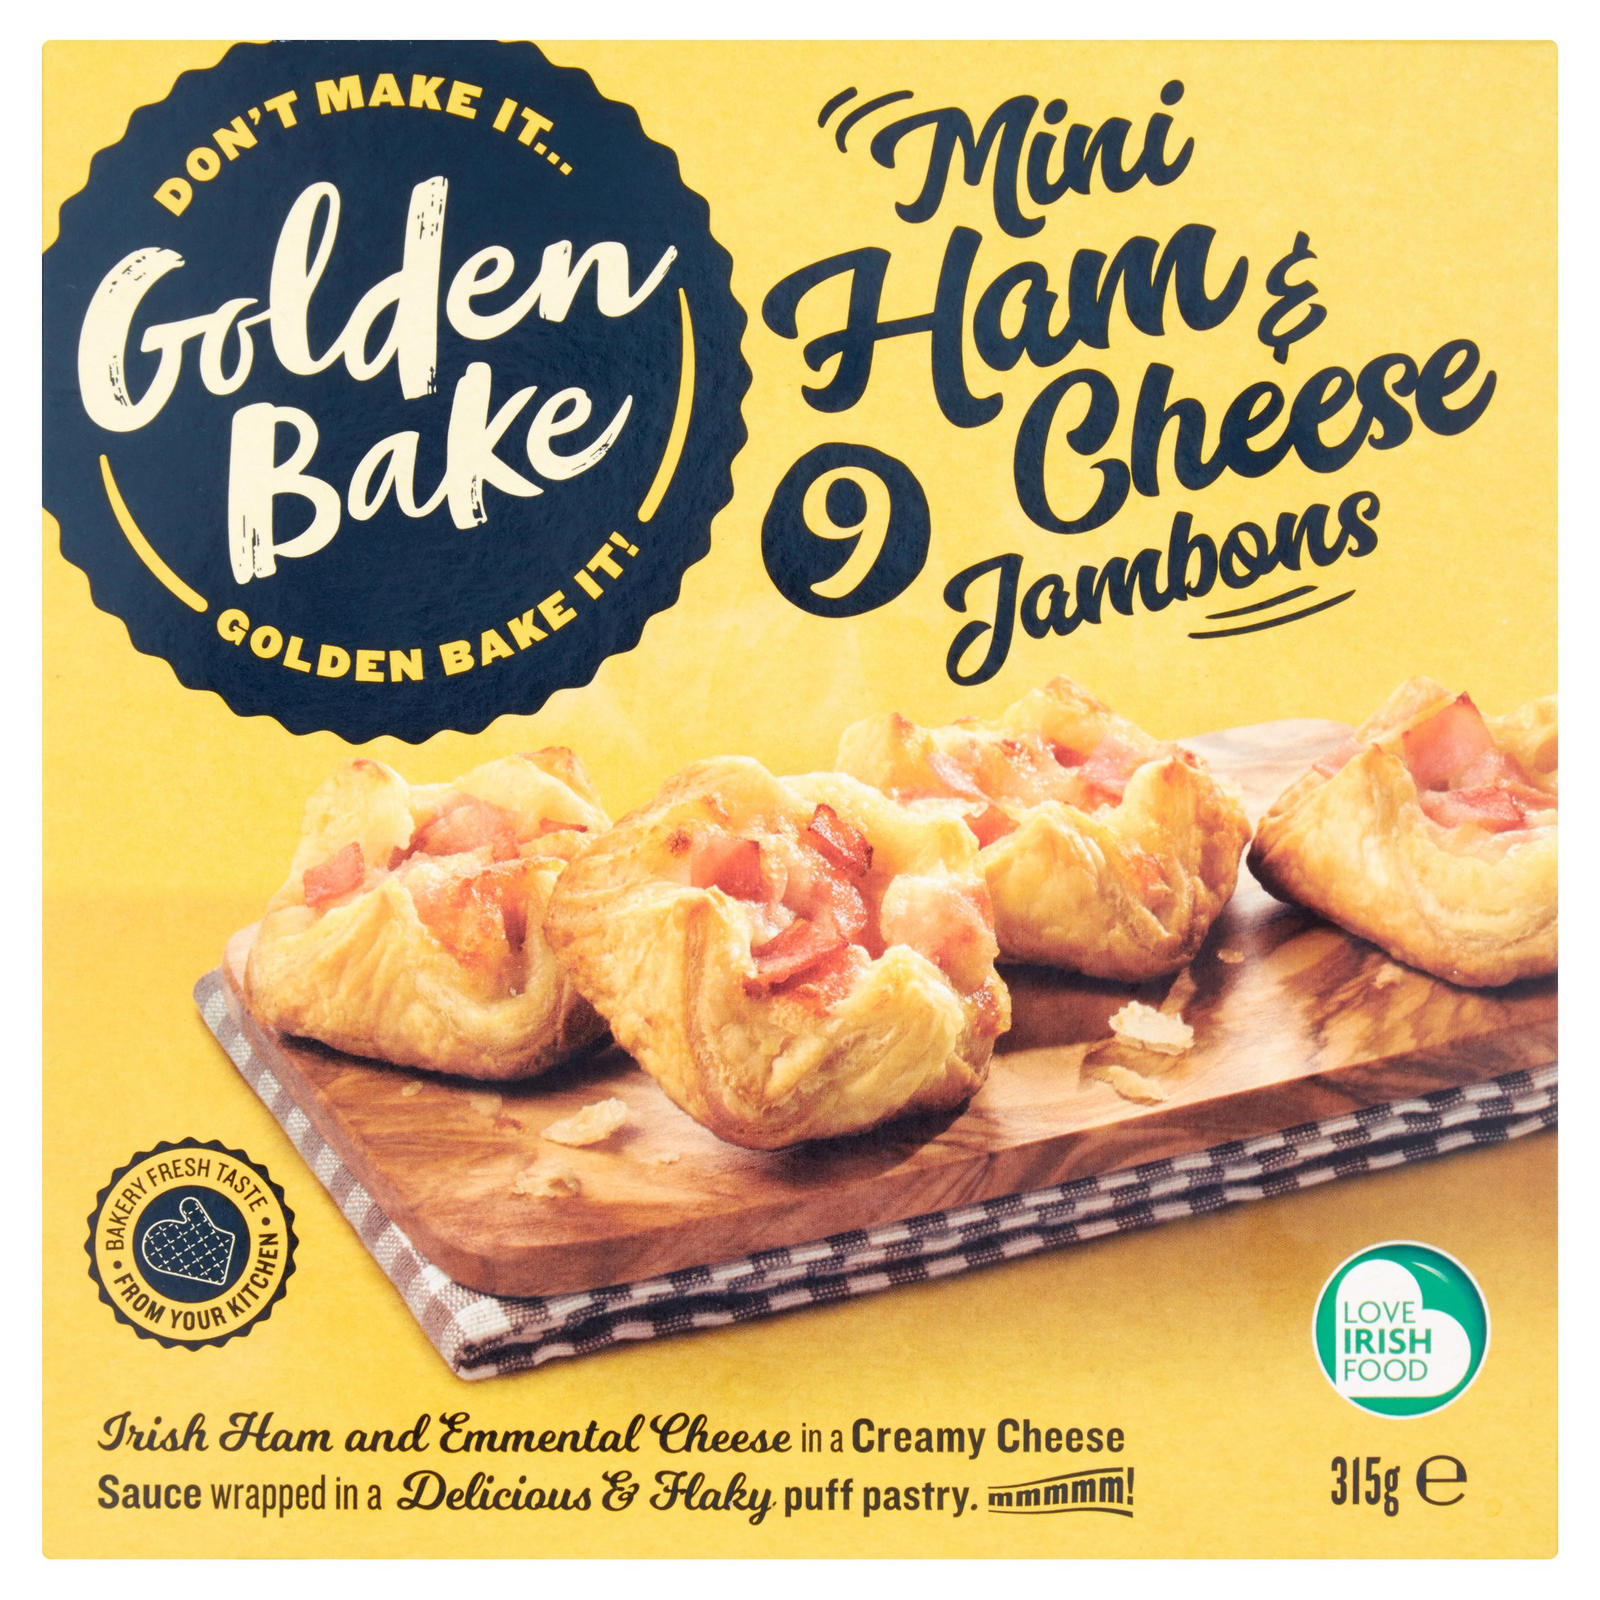 DON'T MAKE IT...
Golden
Bake
GOLDEN BAKE IT!
Mini
Ham &
Cheese
9
Jambons
BAKERY FRESH TASTE
• FROM YOUR KITCHEN •
LOVE
IRISH
FOOD
Irish Ham and Emmental Cheese in a Creamy Cheese
Sauce wrapped in a Delicious & Flaky puff pastry. mmmmm!
315g ℮